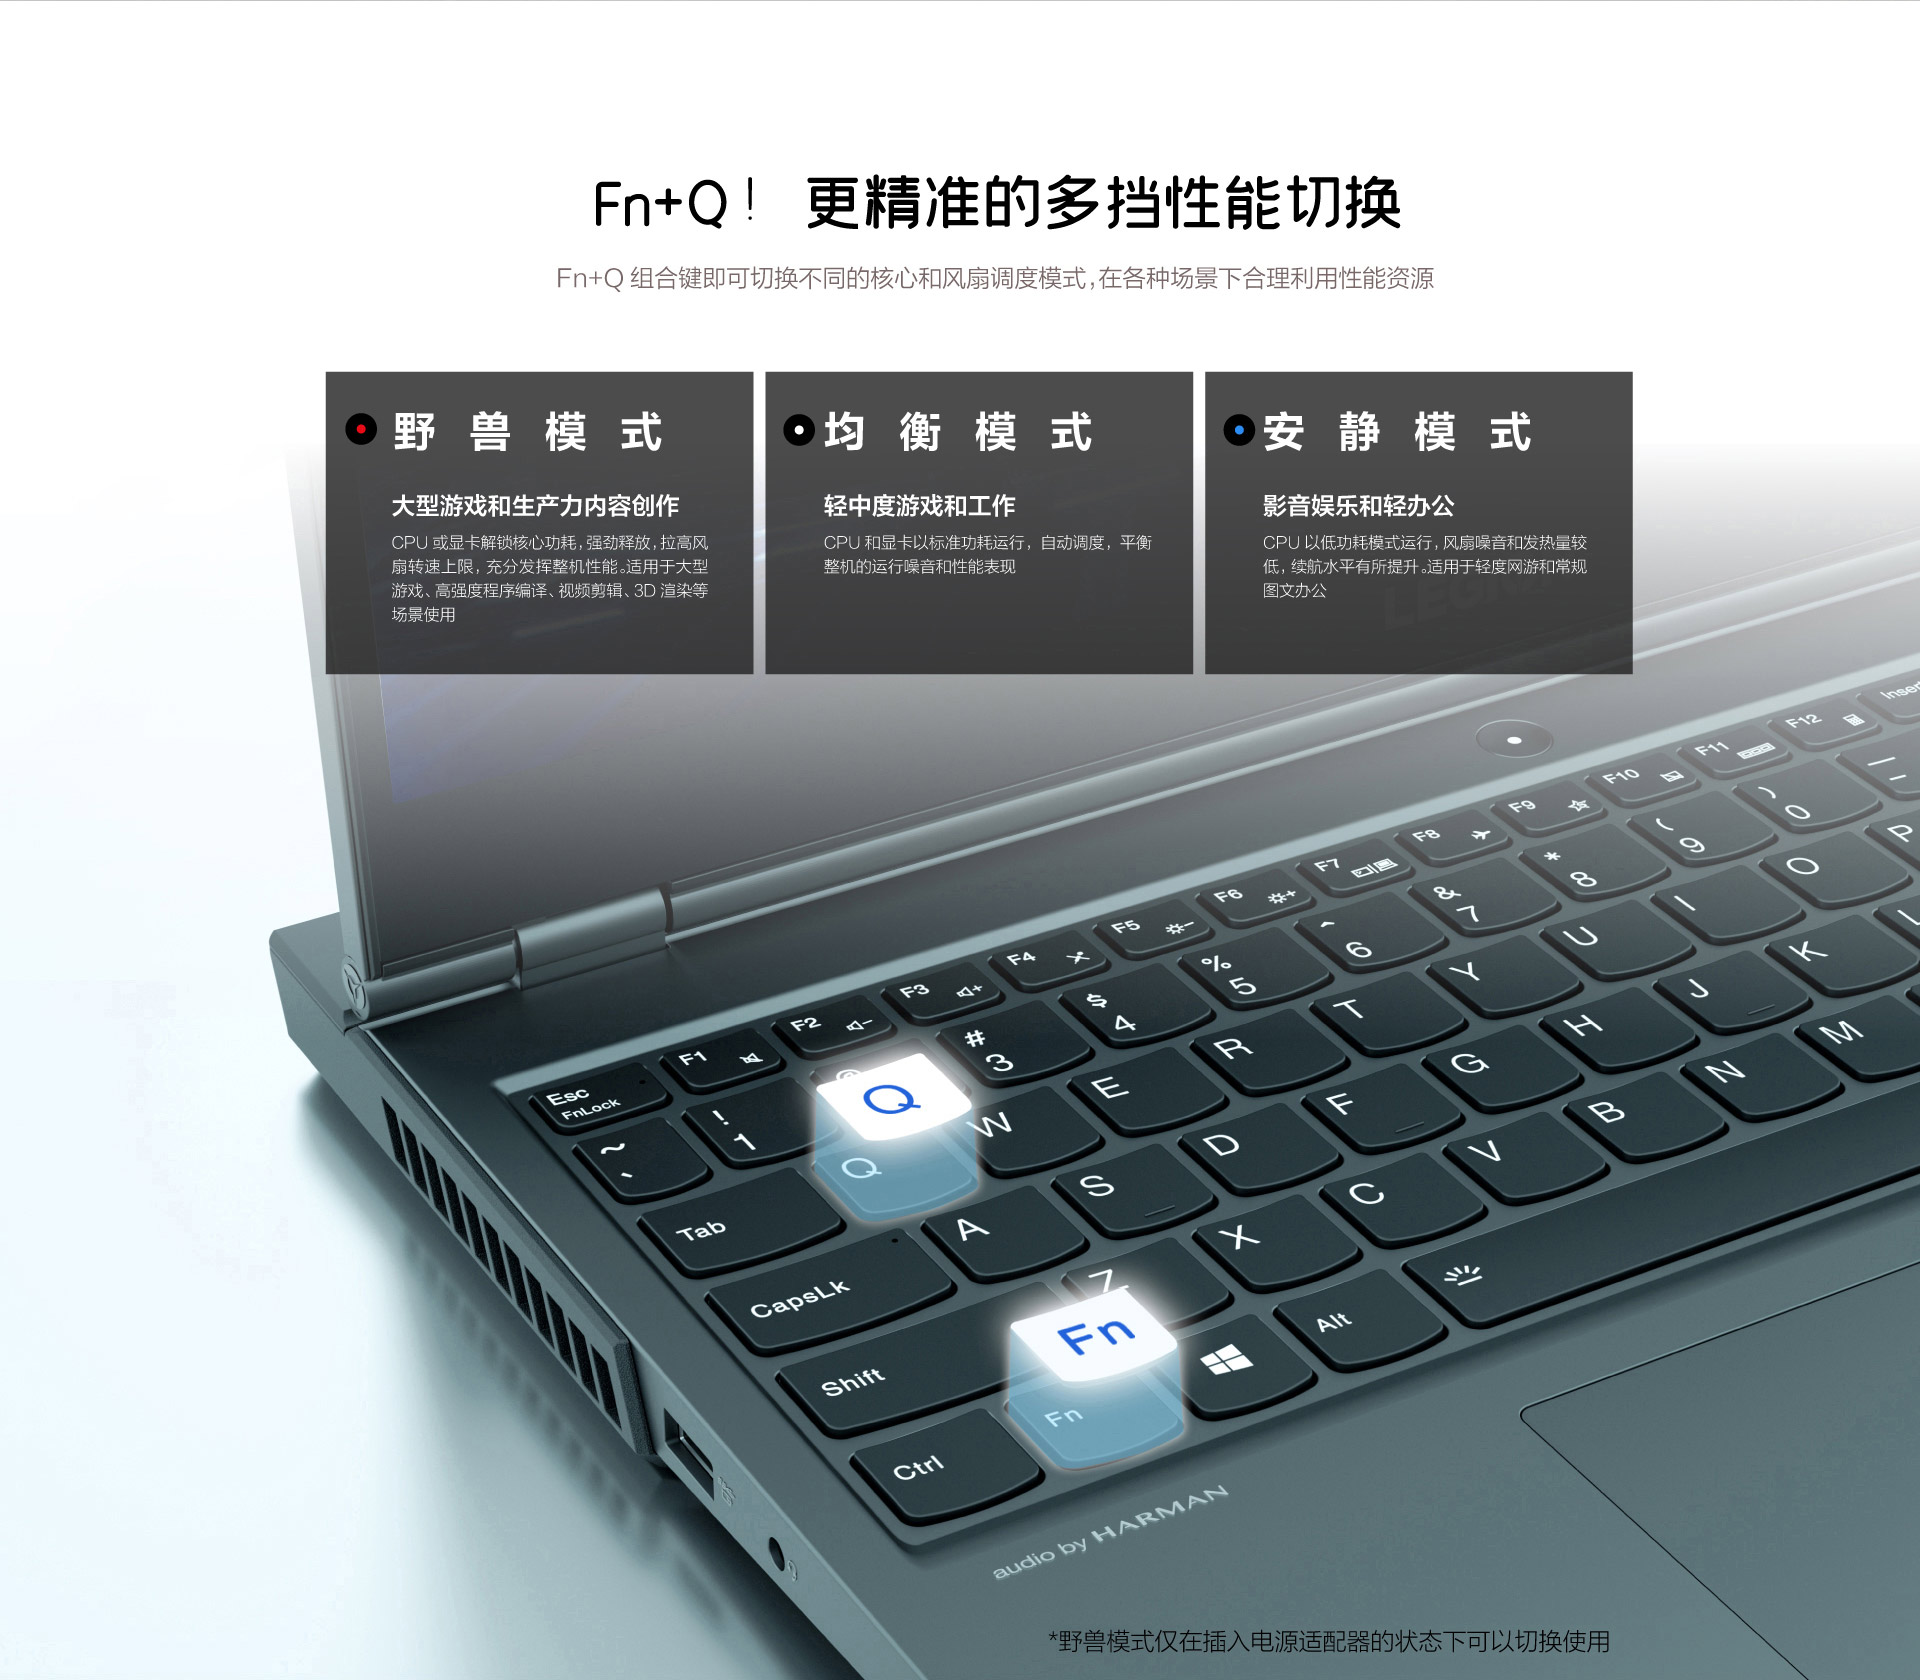 Fn+Q! 更精准的多挡性能切换
Fn+Q 组合键即可切换不同的核心和风扇调度模式,在各种场景下合理利用性能资源
野兽模式
大型游戏和生产力内容创作
CPU 或显卡解锁核心功耗,强劲释放,拉高风
扇转速上限,充分发挥整机性能。适用于大型
游戏、高强度程序编译、视频剪辑、3D 渲染等
场景使用
均衡模式
轻中度游戏和工作
CPU 和显卡以标准功耗运行,自动调度,平衡
整机的运行噪音和性能表现
安静模式
影音娱乐和轻办公
CPU 以低功耗模式运行,风扇噪音和发热量较
低,续航水平有所提升。适用于轻度网游和常规
图文办公
Esc FnLock F1 F2 F3 F4 F5 F6 F7 F8 F9 F10 F11 F12 Inser
~ ` ! 1 # 3 $ 4 % 5 ^ 6 & 7 * 8 ( 9 ) 0
Tab Q Q W E R T Y U I O P
CapsLk A S D F G H J K L
Shift Z X C V B N M
Ctrl Fn Fn Alt
audio by HARMAN
*野兽模式仅在插入电源适配器的状态下可以切换使用